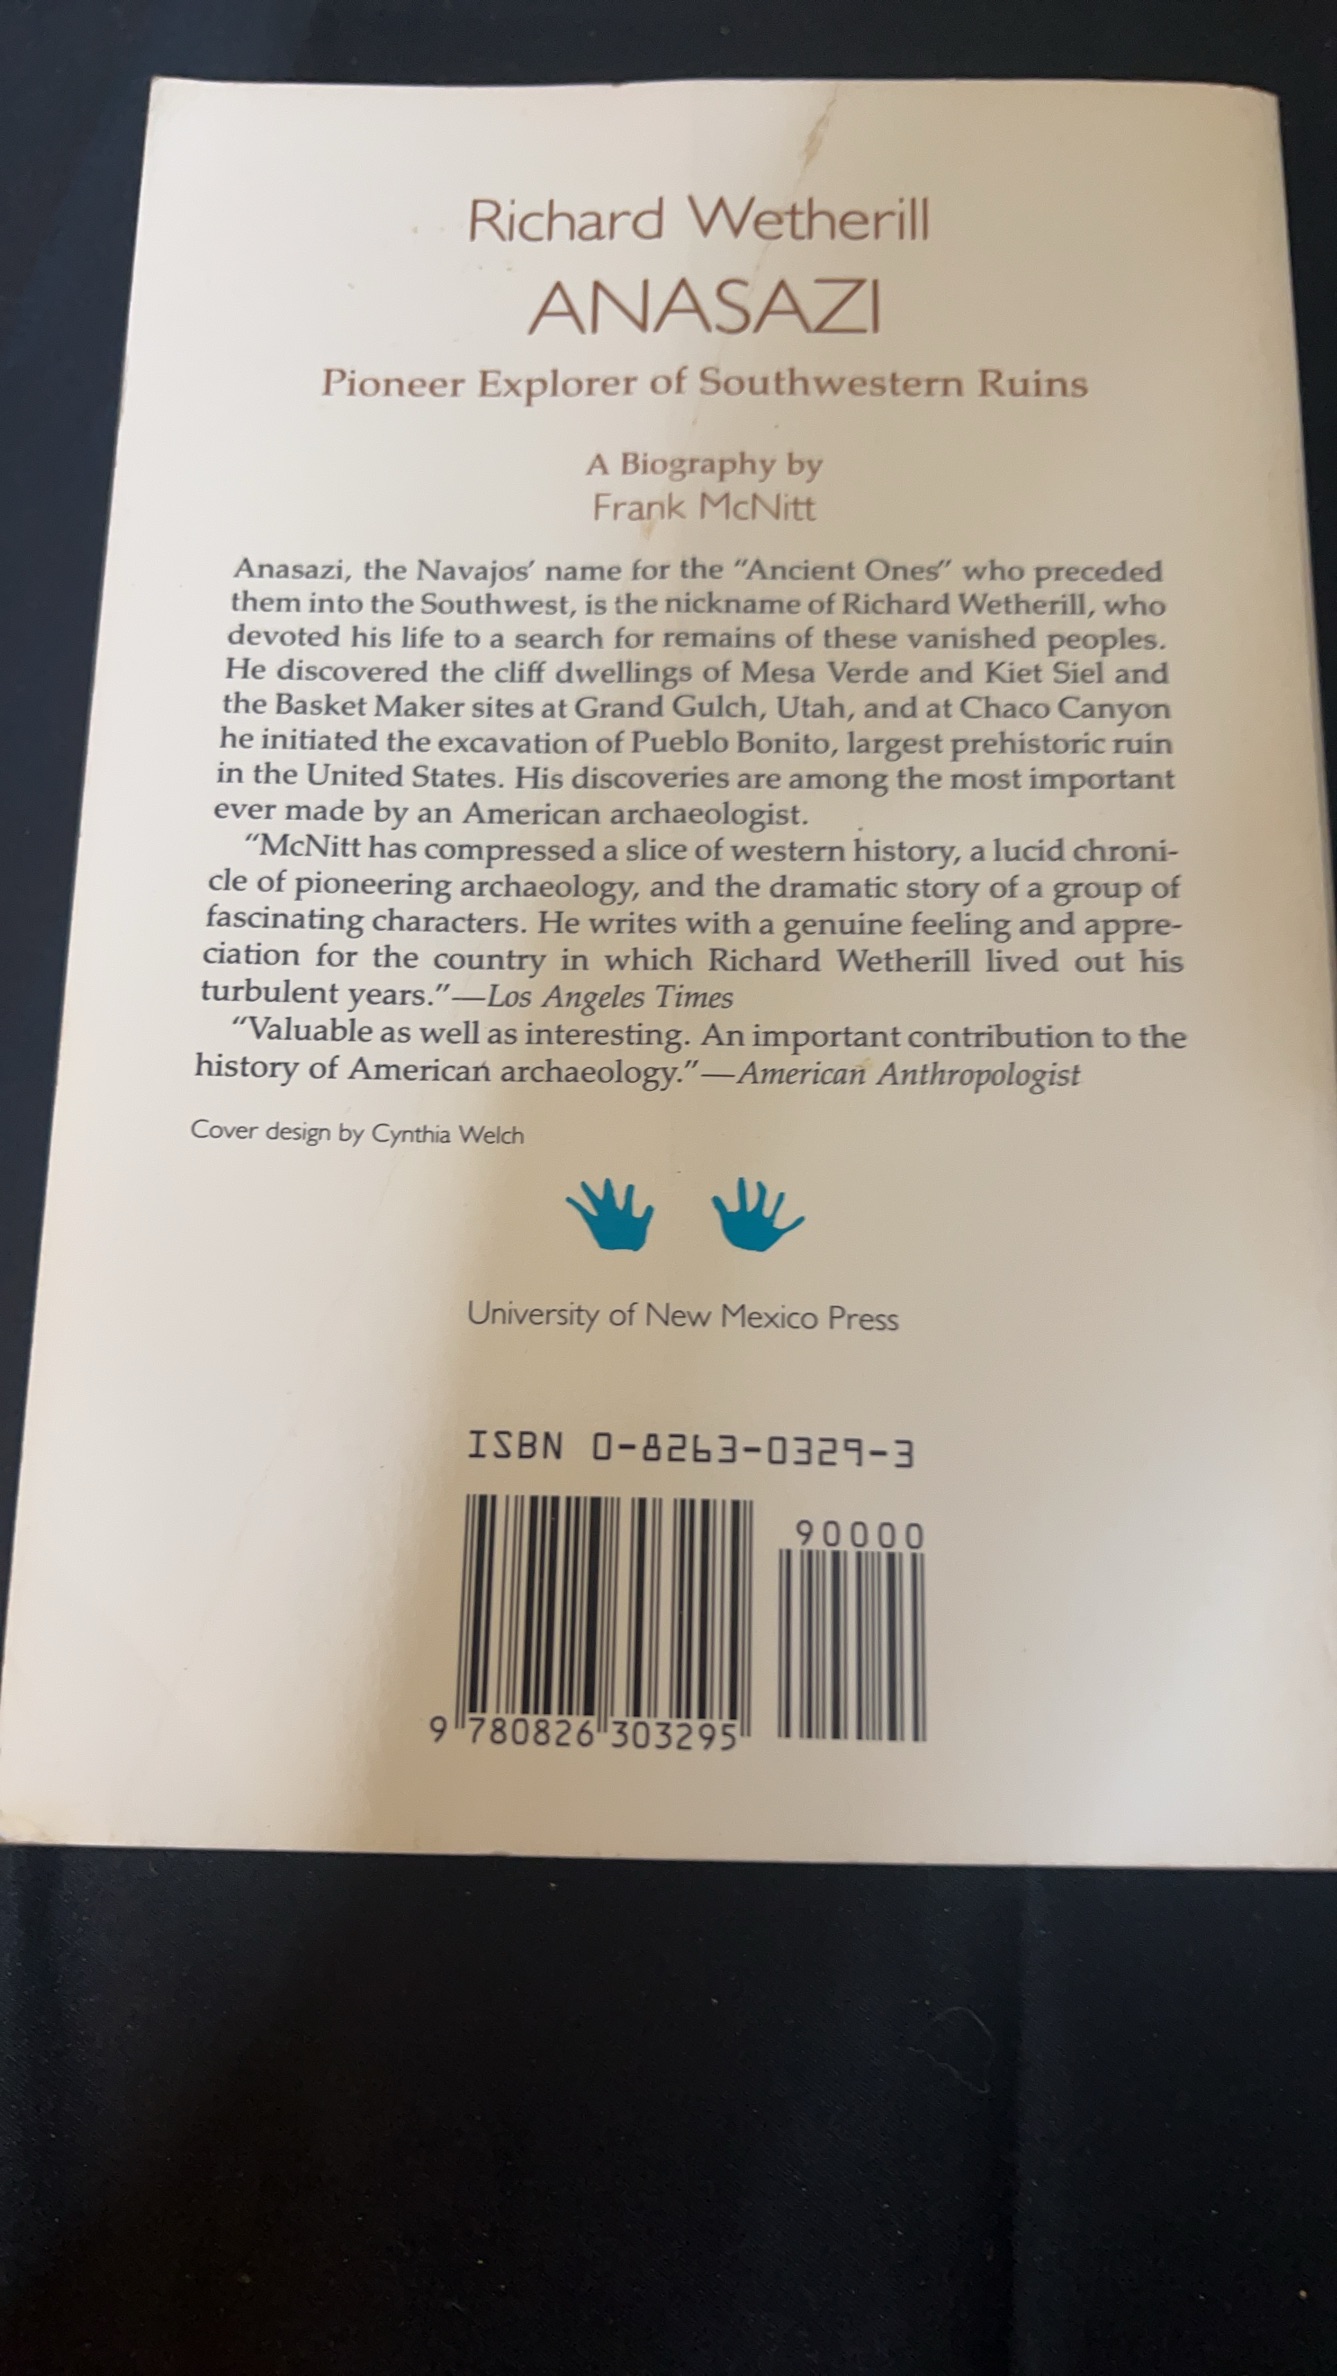 Richard Wetherill
ANASAZI
Pioneer Explorer of Southwestern Ruins
A Biography by
Frank McNitt
Anasazi, the Navajos' name for the "Ancient Ones" who preceded
them into the Southwest, is the nickname of Richard Wetherill, who
devoted his life to a search for remains of these vanished peoples.
He discovered the cliff dwellings of Mesa Verde and Kiet Siel and
the Basket Maker sites at Grand Gulch, Utah, and at Chaco Canyon
he initiated the excavation of Pueblo Bonito, largest prehistoric ruin
in the United States. His discoveries are among the most important
ever made by an American archaeologist.
"McNitt has compressed a slice of western history, a lucid chroni-
cle of pioneering archaeology, and the dramatic story of a group of
fascinating characters. He writes with a genuine feeling and appre-
ciation for the country in which Richard Wetherill lived out his
turbulent years."—Los Angeles Times
"Valuable as well as interesting. An important contribution to the
history of American archaeology."—American Anthropologist
Cover design by Cynthia Welch
University of New Mexico Press
ISBN 0-8263-0329-3
90000
9 780826 303295